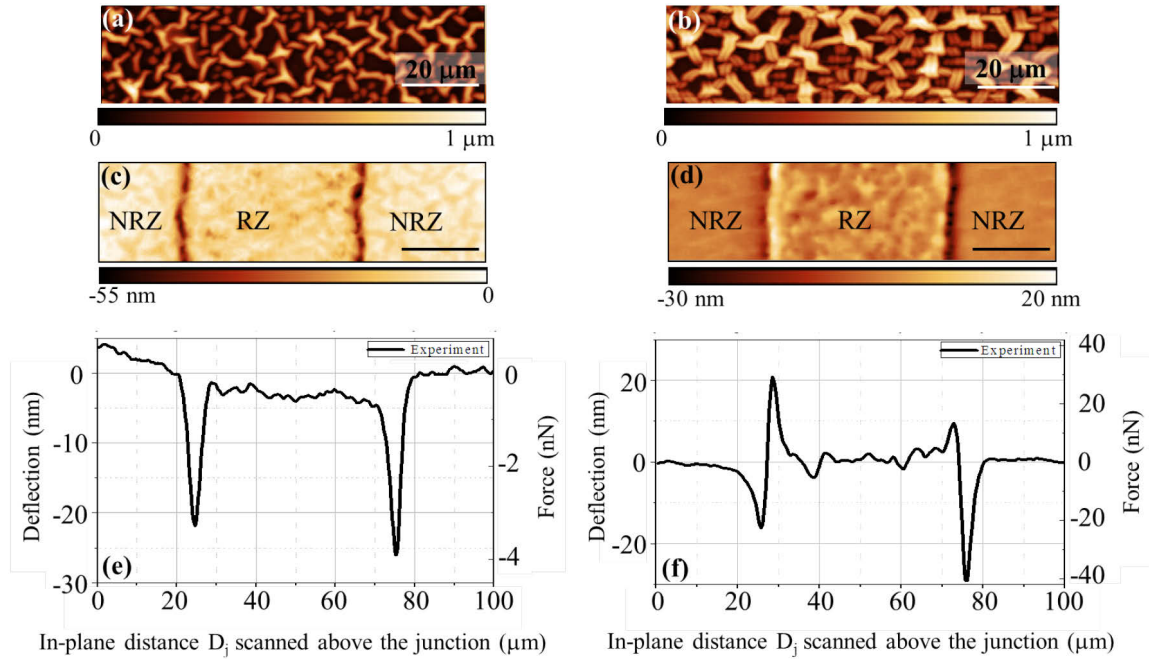 (a)
20 μm
0
1 μm
(b)
20 μm
0
1 μm
(c)
NRZ
RZ
NRZ
-55 nm
0
(d)
NRZ
RZ
NRZ
-30 nm
20 nm
Experiment
0
-10
-20
-30
Deflection (nm)
0
-2
-4
Force (nN)
(e)
0
20
40
60
80
100
In-plane distance Dj scanned above the junction (μm)
Experiment
20
0
-20
Deflection (nm)
40
20
0
-20
-40
Force (nN)
(f)
0
20
40
60
80
100
In-plane distance Dj scanned above the junction (μm)